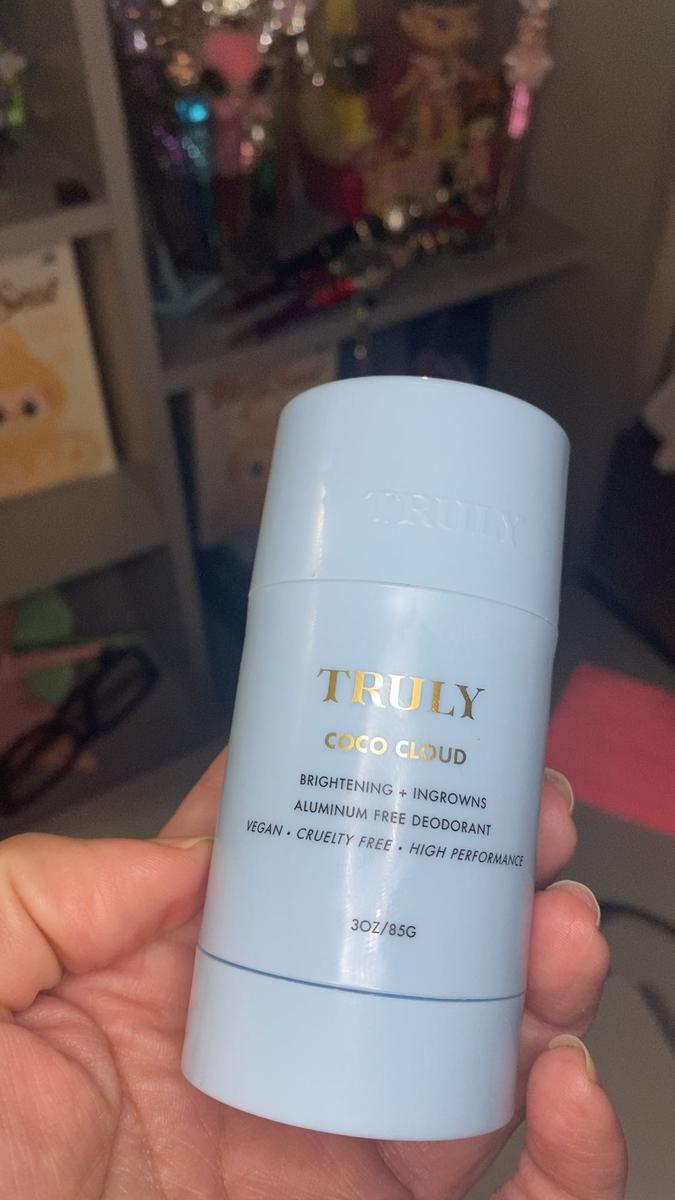 TRULY
TRULY
COCO CLOUD
BRIGHTENING + INGROWNS
ALUMINUM FREE DEODORANT
VEGAN • CRUELTY FREE • HIGH PERFORMANCE
3OZ/85G